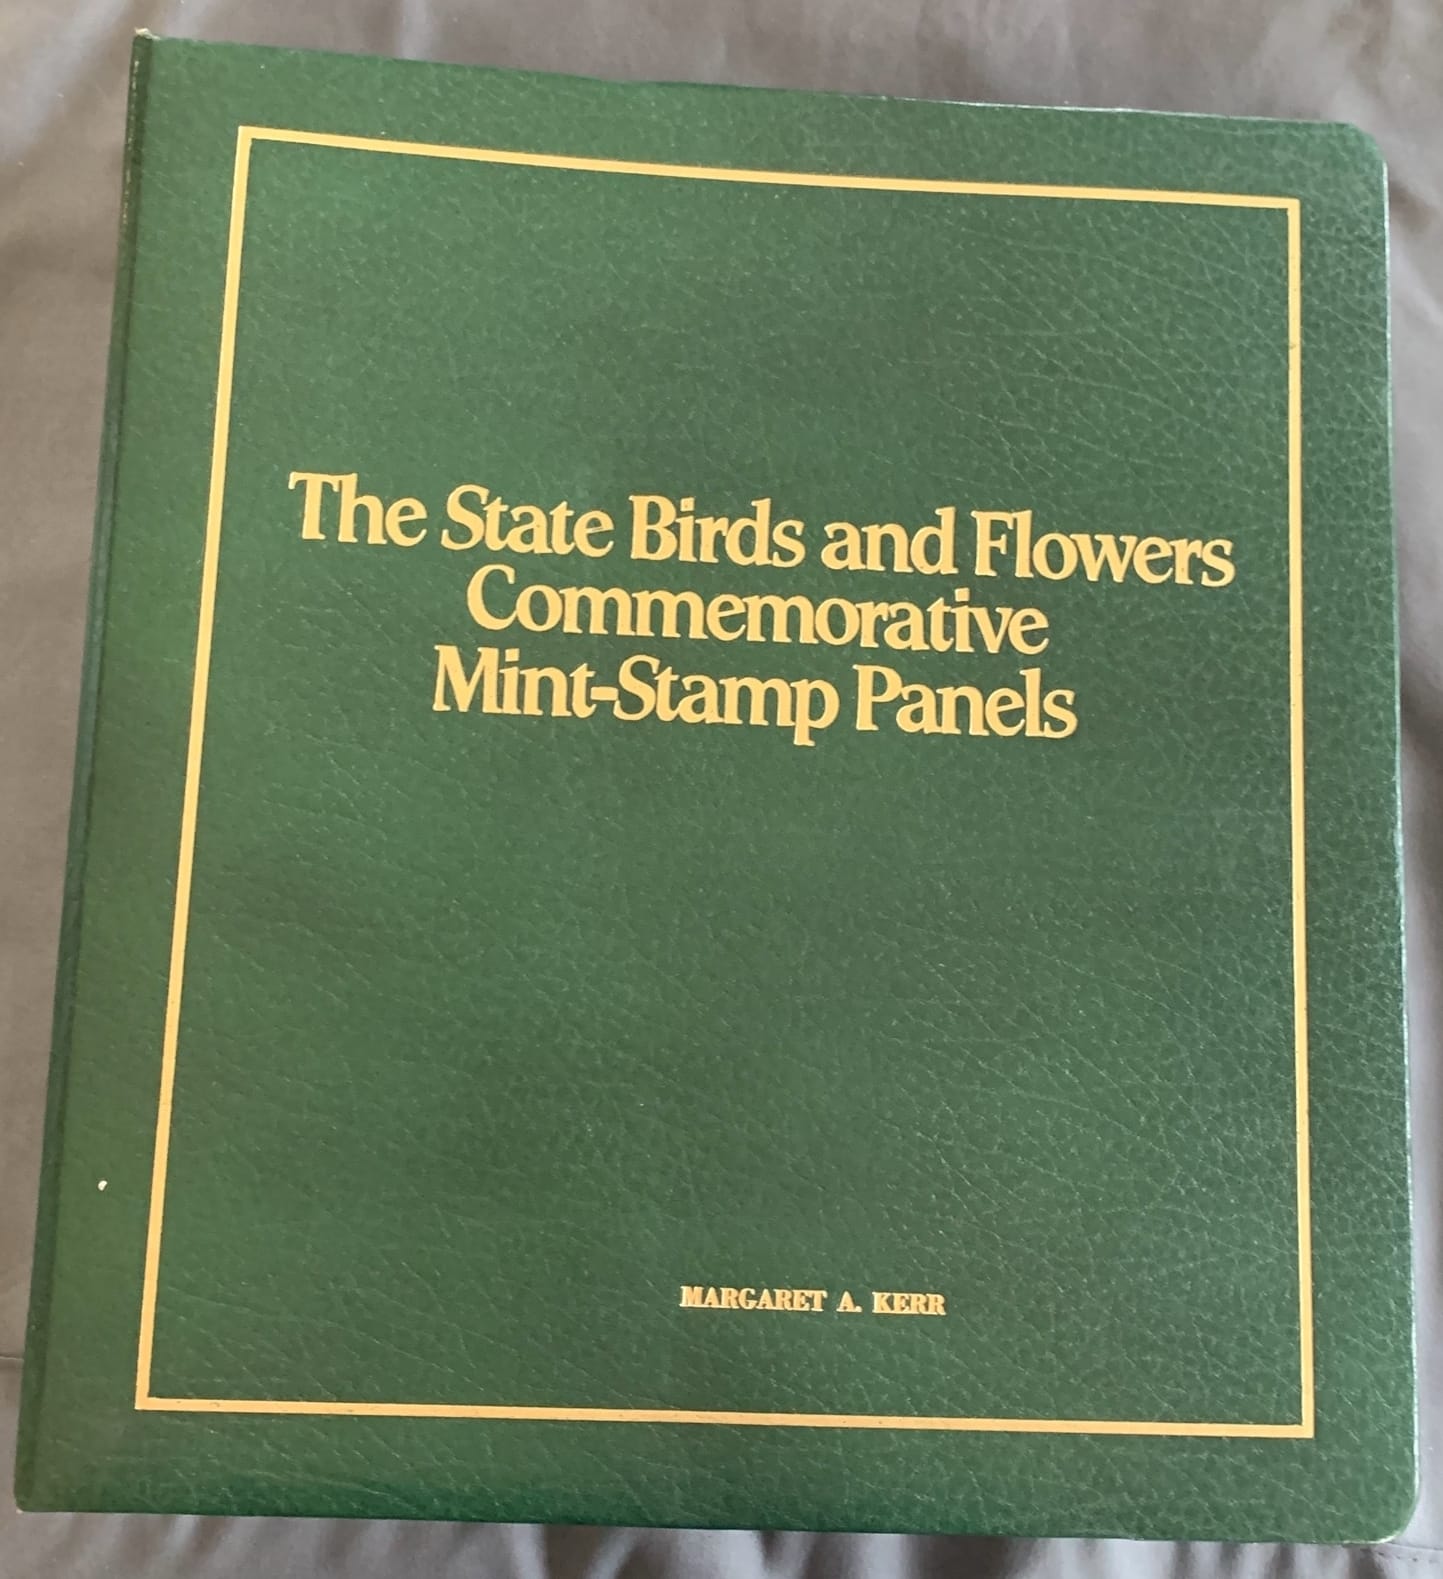 The State Birds and Flowers
Commemorative
Mint-Stamp Panels
MARGARET A. KERR